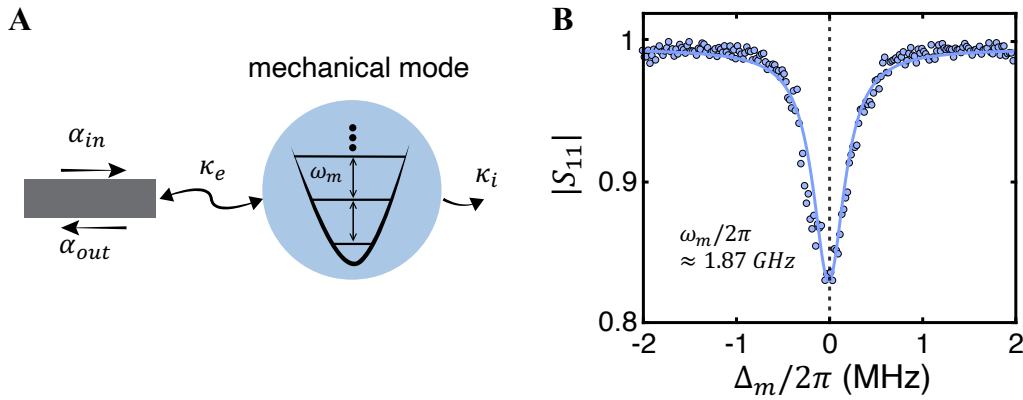 A
mechanical mode
α_in
κ_e
ω_m
κ_i
α_out
B
|S_11|
1
0.9
0.8
ω_m/2π
≈ 1.87 GHz
-2 -1 0 1 2
Δ_m/2π (MHz)